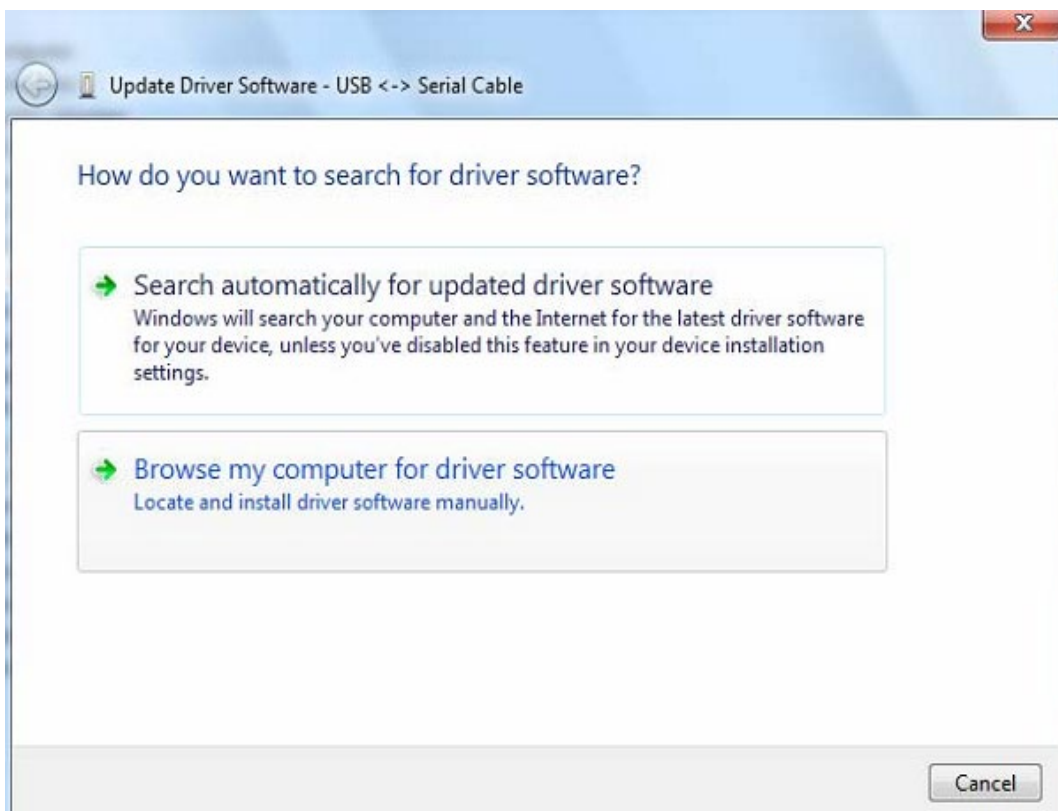 X
Update Driver Software - USB <-> Serial Cable
How do you want to search for driver software?
Search automatically for updated driver software
Windows will search your computer and the Internet for the latest driver software
for your device, unless you've disabled this feature in your device installation
settings.
Browse my computer for driver software
Locate and install driver software manually.
Cancel